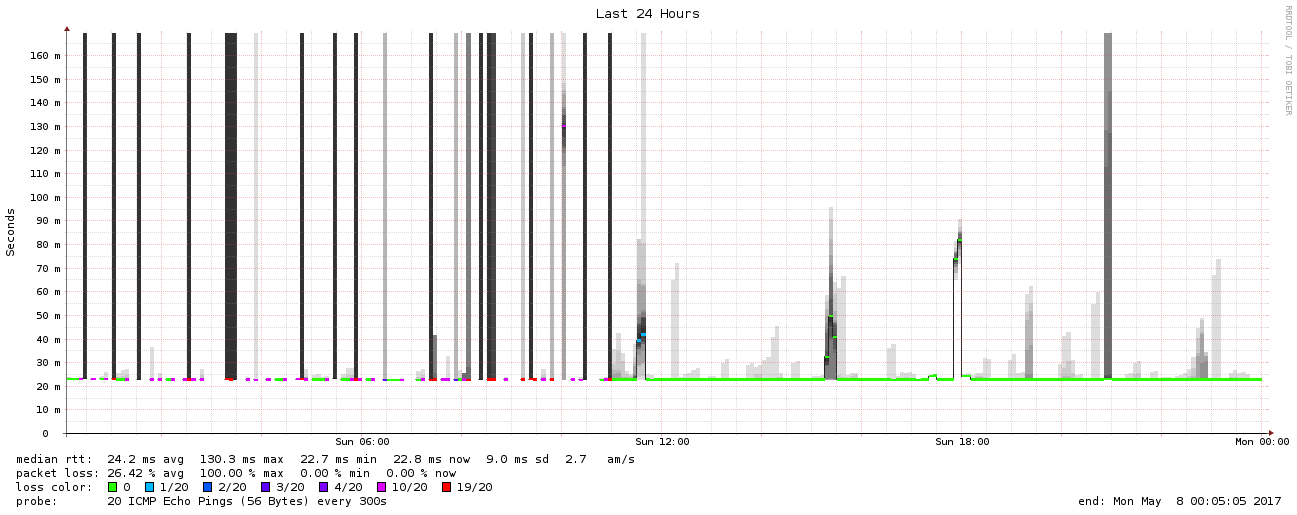 Last 24 Hours
RRDTOOL / TOBI OETIKER
Seconds
160 m
150 m
140 m
130 m
120 m
110 m
100 m
90 m
80 m
70 m
60 m
50 m
40 m
30 m
20 m
10 m
0
Sun 06:00 Sun 12:00 Sun 18:00 Mon 00:00
median rtt: 24.2 ms avg 130.3 ms max 22.7 ms min 22.8 ms now 9.0 ms sd 2.7 am/s
packet loss: 26.42 % avg 100.00 % max 0.00 % min 0.00 % now
loss color: 0 1/20 2/20 3/20 4/20 10/20 19/20
probe: 20 ICMP Echo Pings (56 Bytes) every 300s end: Mon May 8 00:05:05 2017